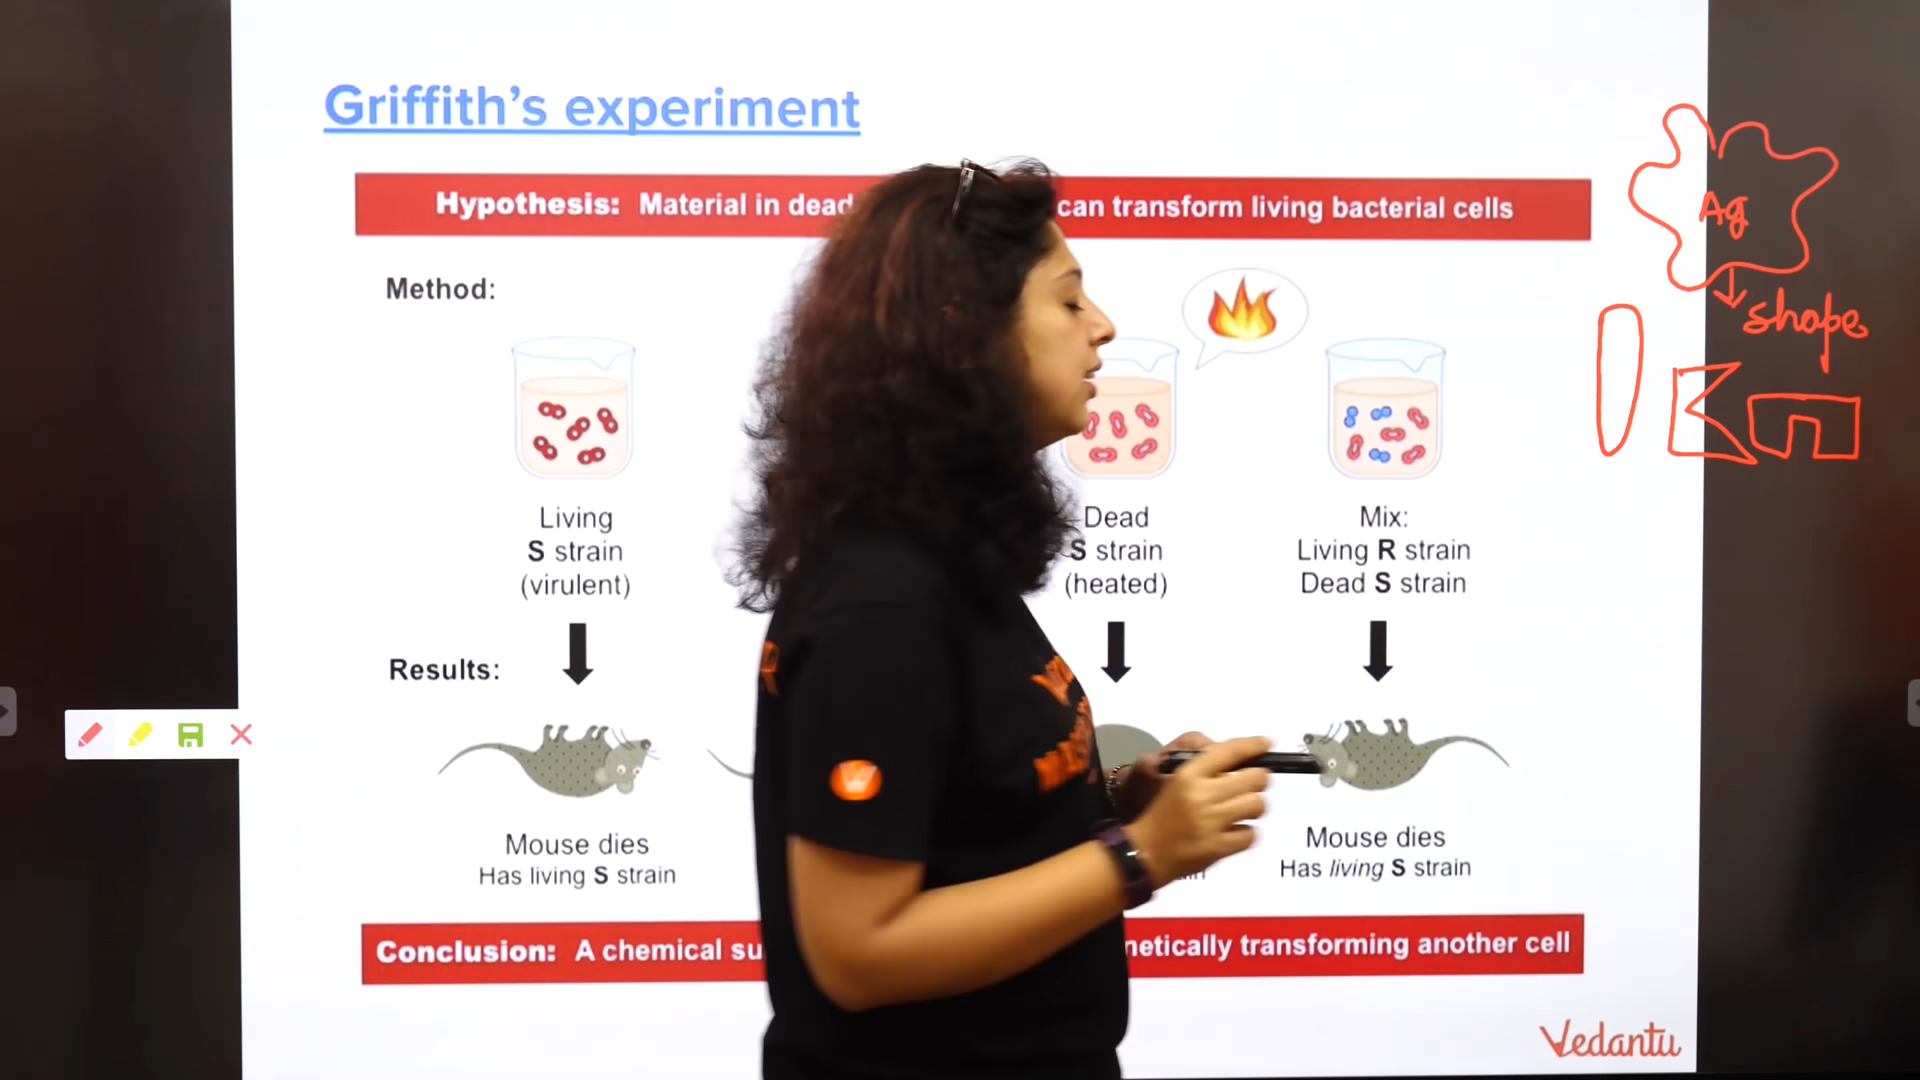 Griffith's experiment
Hypothesis: Material in dead can transform living bacterial cells
Ag
shape
Method:
Living
S strain
(virulent)
Dead
S strain
(heated)
Mix:
Living R strain
Dead S strain
Results:
Mouse dies
Has living S strain
Mouse dies
Has living S strain
Conclusion: A chemical transforming another cell
Vedantu